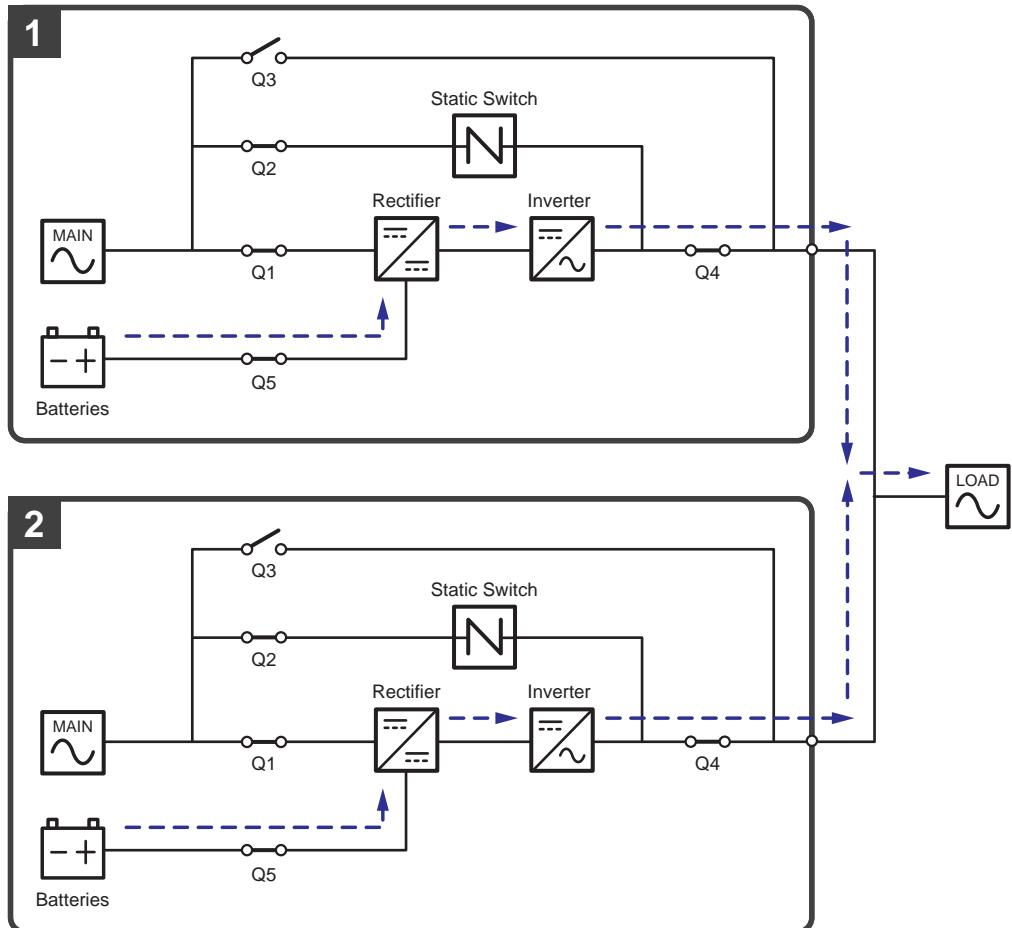 1
Q3
Static Switch
Q2
Rectifier
Inverter
MAIN
Q1
Q4
Q5
Batteries
LOAD
2
Q3
Static Switch
Q2
Rectifier
Inverter
MAIN
Q1
Q4
Q5
Batteries